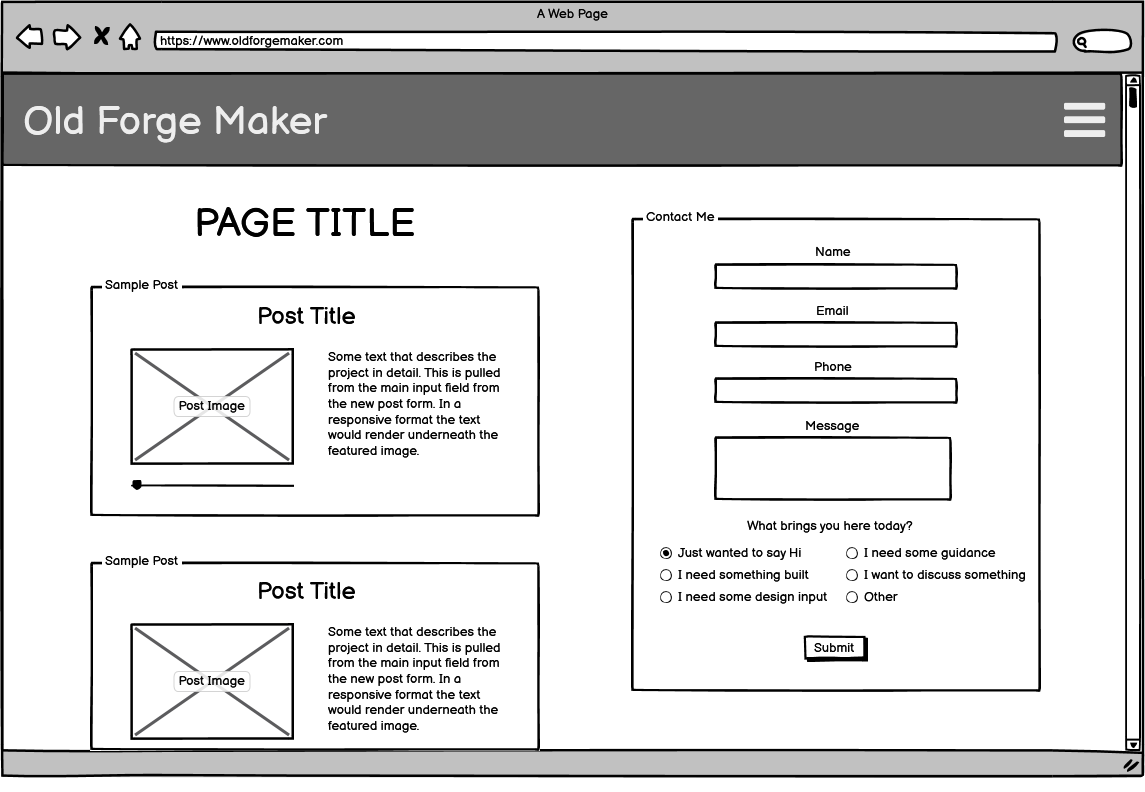 A Web Page
https://www.oldforgemaker.com
Old Forge Maker
PAGE TITLE
Sample Post
Post Title
Post Image
Some text that describes the
project in detail. This is pulled
from the main input field from
the new post form. In a
responsive format the text
would render underneath the
featured image.
Sample Post
Post Title
Post Image
Some text that describes the
project in detail. This is pulled
from the main input field from
the new post form. In a
responsive format the text
would render underneath the
featured image.
Contact Me
Name
Email
Phone
Message
What brings you here today?
Just wanted to say Hi
I need some guidance
I need something built
I want to discuss something
I need some design input
Other
Submit